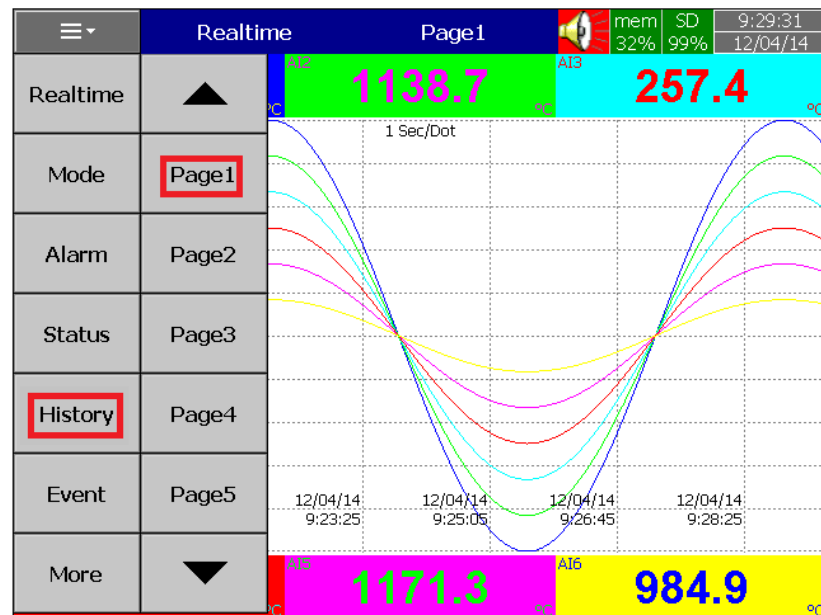 Realtime Page1 mem SD 9:29:31
32% 99% 12/04/14
Realtime
Mode Page1
Alarm Page2
Status Page3
History Page4
Event Page5
More
°C AI2 1138.7 °C AI3 257.4 °C
1 Sec/Dot
12/04/14 12/04/14 12/04/14 12/04/14
9:23:25 9:25:05 9:26:45 9:28:25
°C AI5 1171.3 °C AI6 984.9 °C